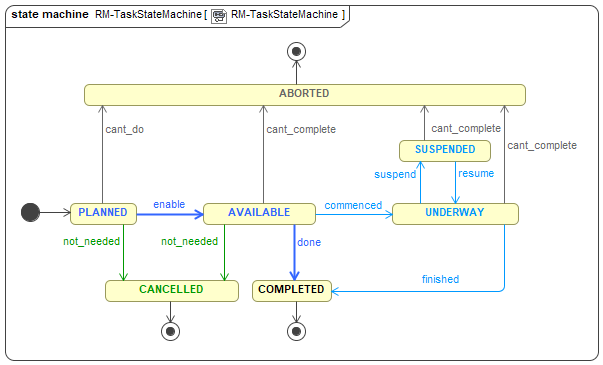 state machine RM-TaskStateMachine [ RM-TaskStateMachine ]
ABORTED
cant_do
cant_complete
cant_complete
cant_complete
SUSPENDED
suspend
resume
PLANNED
enable
AVAILABLE
commenced
UNDERWAY
not_needed
not_needed
done
finished
CANCELLED
COMPLETED